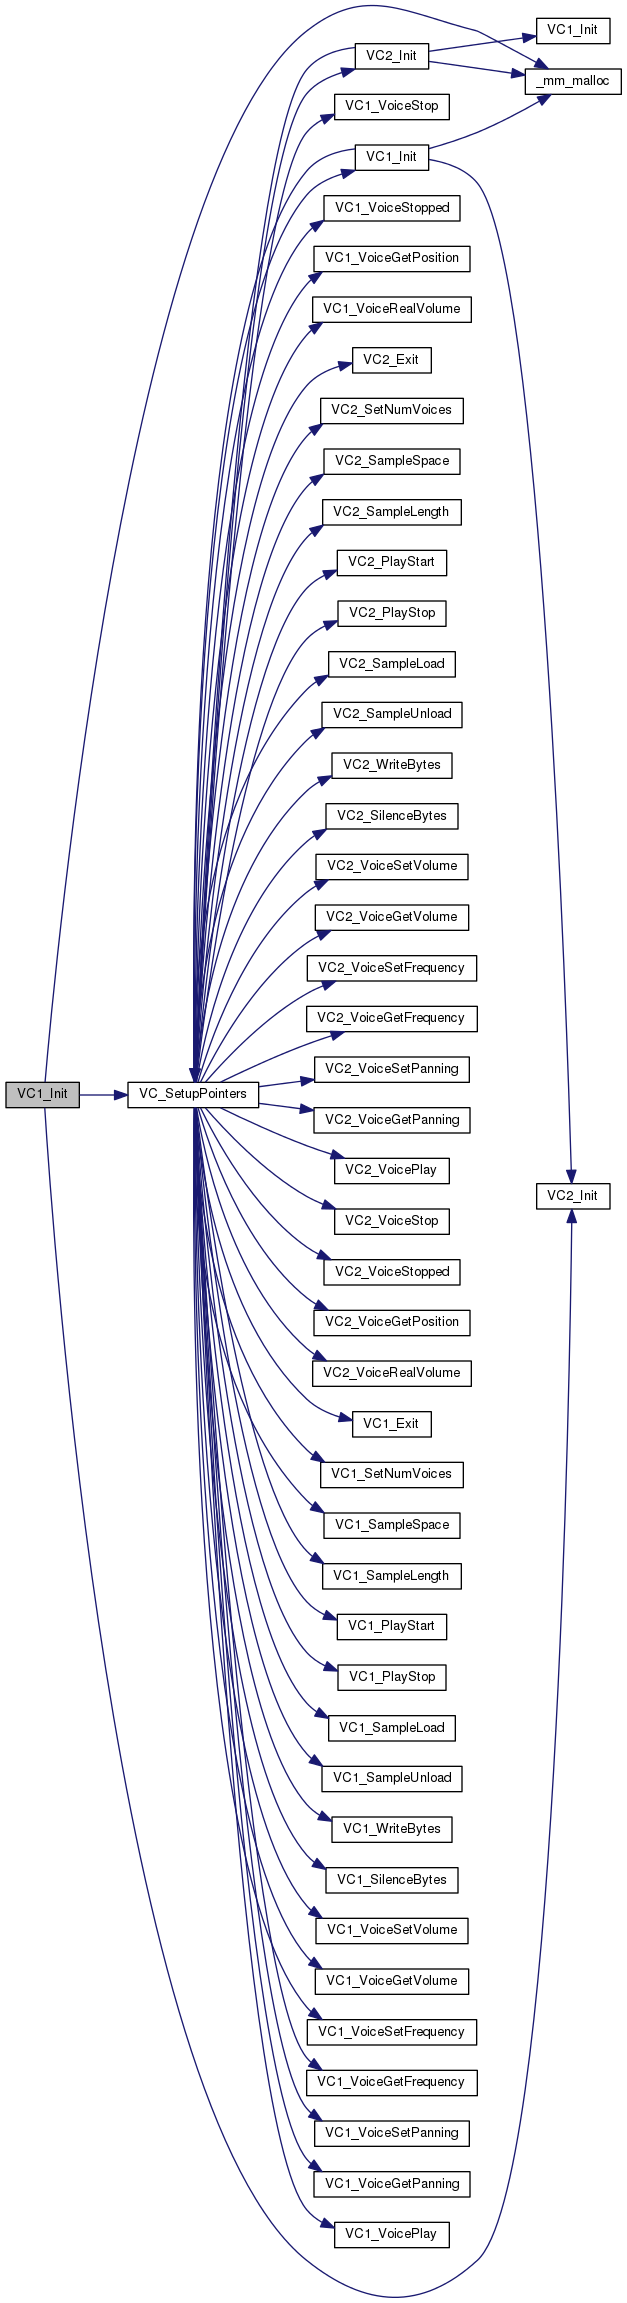 VC1_Init
VC2_Init
_mm_malloc
VC1_VoiceStop
VC1_Init
VC1_VoiceStopped
VC1_VoiceGetPosition
VC1_VoiceRealVolume
VC2_Exit
VC2_SetNumVoices
VC2_SampleSpace
VC2_SampleLength
VC2_PlayStart
VC2_PlayStop
VC2_SampleLoad
VC2_SampleUnload
VC2_WriteBytes
VC2_SilenceBytes
VC2_VoiceSetVolume
VC2_VoiceGetVolume
VC2_VoiceSetFrequency
VC2_VoiceGetFrequency
VC2_VoiceSetPanning
VC1_Init
VC_SetupPointers
VC2_VoiceGetPanning
VC2_VoicePlay
VC2_Init
VC2_VoiceStop
VC2_VoiceStopped
VC2_VoiceGetPosition
VC2_VoiceRealVolume
VC1_Exit
VC1_SetNumVoices
VC1_SampleSpace
VC1_SampleLength
VC1_PlayStart
VC1_PlayStop
VC1_SampleLoad
VC1_SampleUnload
VC1_WriteBytes
VC1_SilenceBytes
VC1_VoiceSetVolume
VC1_VoiceGetVolume
VC1_VoiceSetFrequency
VC1_VoiceGetFrequency
VC1_VoiceSetPanning
VC1_VoiceGetPanning
VC1_VoicePlay